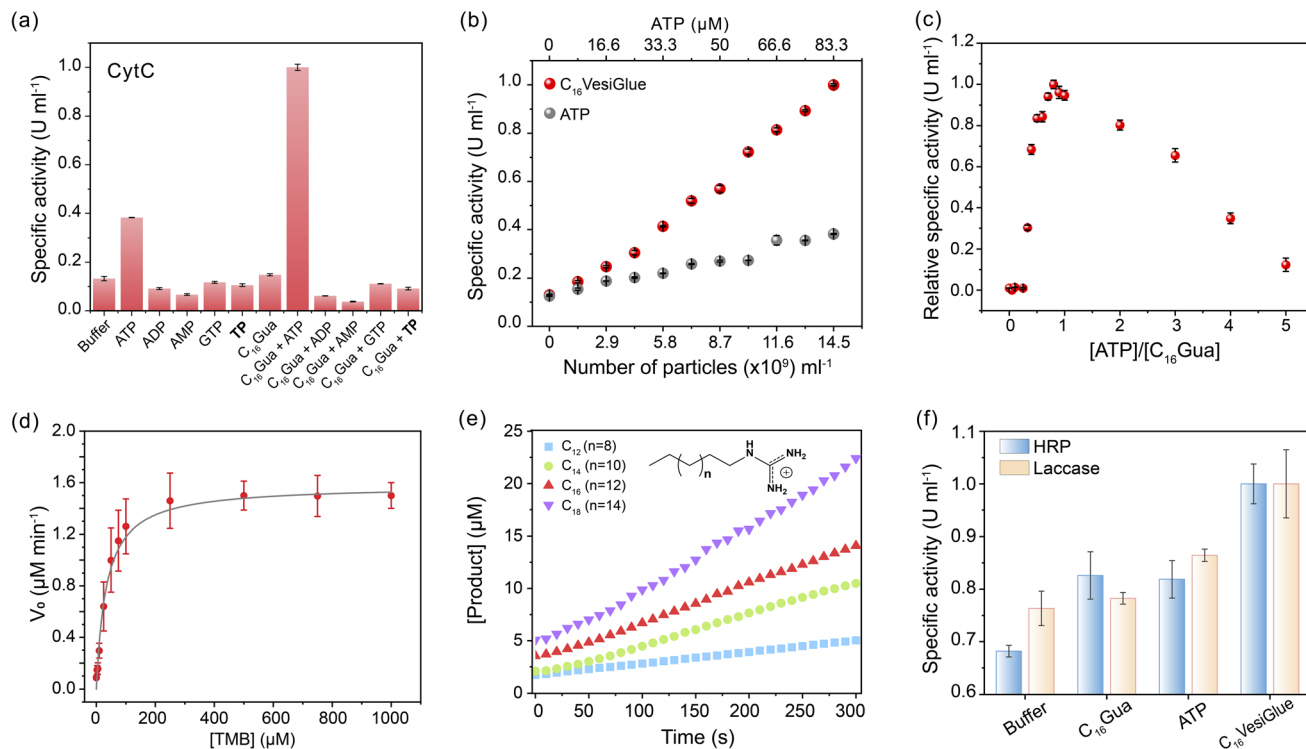 (a)
CytC
Specific activity (U ml-1)
1.2
1.0
0.8
0.6
0.4
0.2
0.0
Buffer
ATP
ADP
AMP
GTP
TP
C16Gua
C16Gua + ATP
C16Gua + ADP
C16Gua + AMP
C16Gua + GTP
C16Gua + TP
(b)
ATP (μM)
0 16.6 33.3 50 66.6 83.3
C16VesiGlue
ATP
Specific activity (U ml-1)
1.0
0.8
0.6
0.4
0.2
0.0
0 2.9 5.8 8.7 11.6 14.5
Number of particles (x10⁹) ml-1
(c)
Relative specific activity (U ml-1)
1.2
1.0
0.8
0.6
0.4
0.2
0.0
0 1 2 3 4 5
[ATP]/[C16Gua]
(d)
V₀ (μM min-1)
2.0
1.6
1.2
0.8
0.4
0.0
0 200 400 600 800 1000
[TMB] (μM)
(e)
C12 (n=8)
C14 (n=10)
C16 (n=12)
C18 (n=14)
n
H
N
NH2
+
NH2
[Product] (μM)
25
20
15
10
5
0
0 50 100 150 200 250 300
Time (s)
(f)
HRP
Laccase
Specific activity (U ml-1)
1.1
1.0
0.9
0.8
0.7
0.6
Buffer
C16Gua
ATP
C16VesiGlue